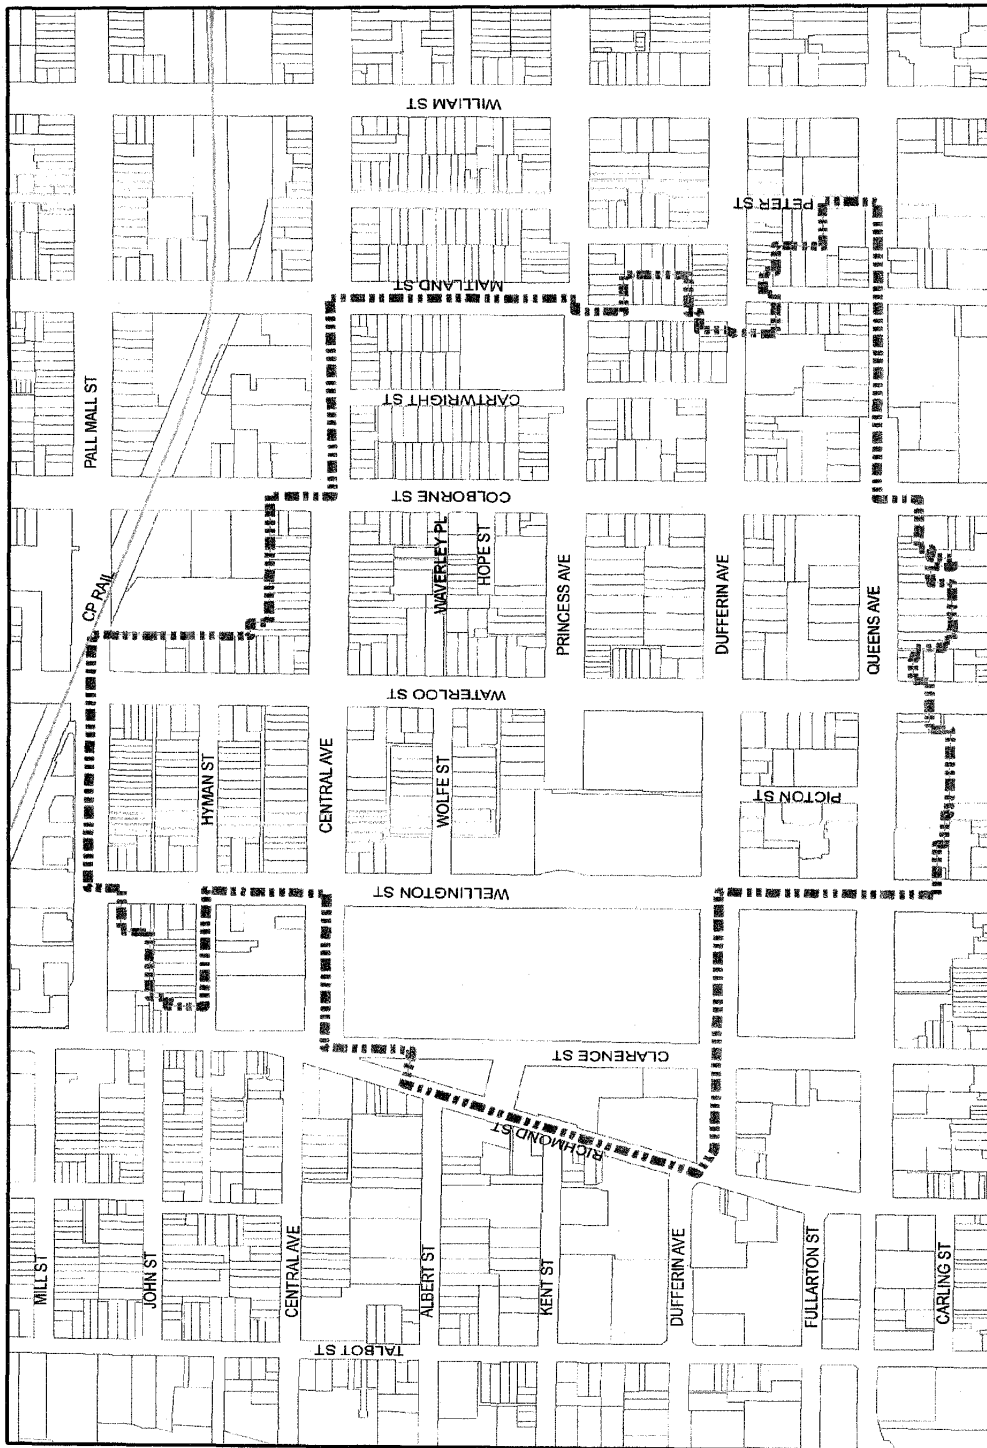 WILLIAM ST
PETER ST
MAITLAND ST
PALL MALL ST
CARTWRIGHT ST
COLBORNE ST
WAVERLEY PL
HOPE ST
CP RAIL
PRINCESS AVE
DUFFERIN AVE
QUEENS AVE
WATERLOO ST
HYMAN ST
CENTRAL AVE
WOLFE ST
PICTON ST
WELLINGTON ST
CLARENCE ST
RICHMOND ST
MILL ST
JOHN ST
CENTRAL AVE
ALBERT ST
KENT ST
DUFFERIN AVE
FULLARTON ST
CARLING ST
TALBOT ST